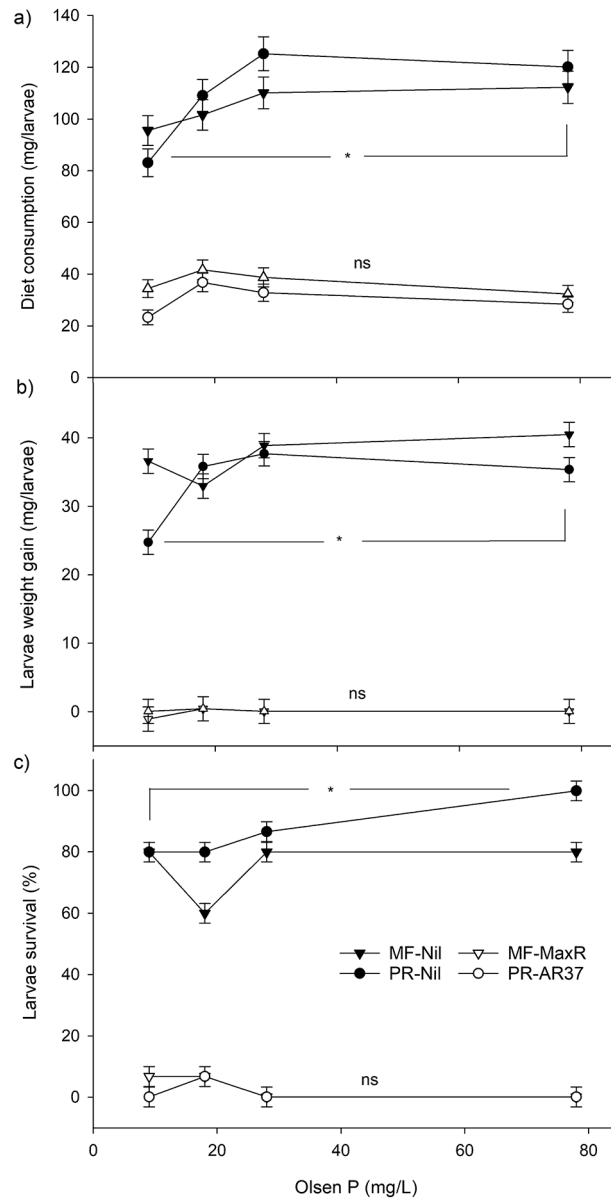 a)
140
120
100
80
60
40
20
0
Diet consumption (mg/larvae)
*
ns
b)
40
30
20
10
0
Larvae weight gain (mg/larvae)
*
ns
c)
100
80
60
40
20
10
0
Larvae survival (%)
*
MF-Nil
MF-MaxR
PR-Nil
PR-AR37
ns
0
20
40
60
80
Olsen P (mg/L)